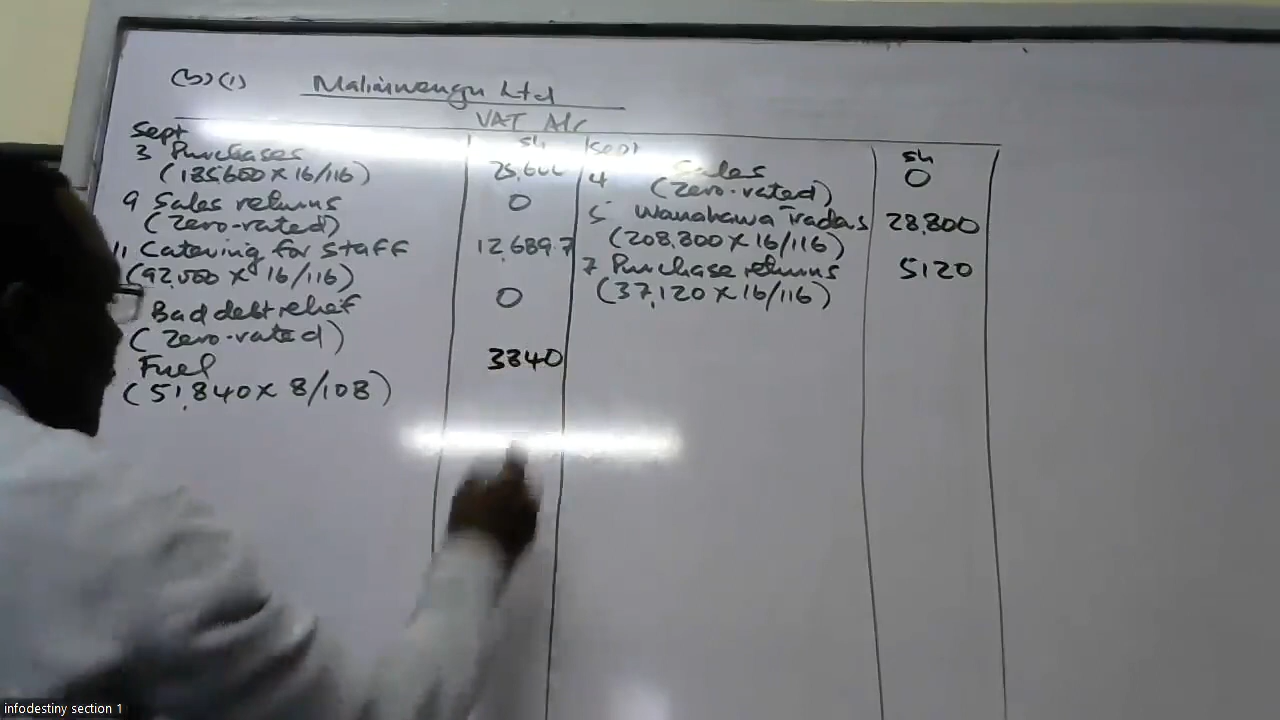 (b)(i) Maliswengu Ltd
VAT A/c
Sept
sh
Sept
sh
3 Purchases
(185,600 x 16/116)
25,600
9 Sales returns
(Zero-rated)
0
11 Catering for staff
(92,000 x 16/116)
12,689.7
Bad debt relief
(Zero-rated)
0
Fuel
(51,840 x 8/108)
3840
4 Sales
(Zero-rated)
0
5 Wanahawa Traders
(208,800 x 16/116)
28,800
7 Purchase returns
(37,120 x 16/116)
5120
infodestiny section 1